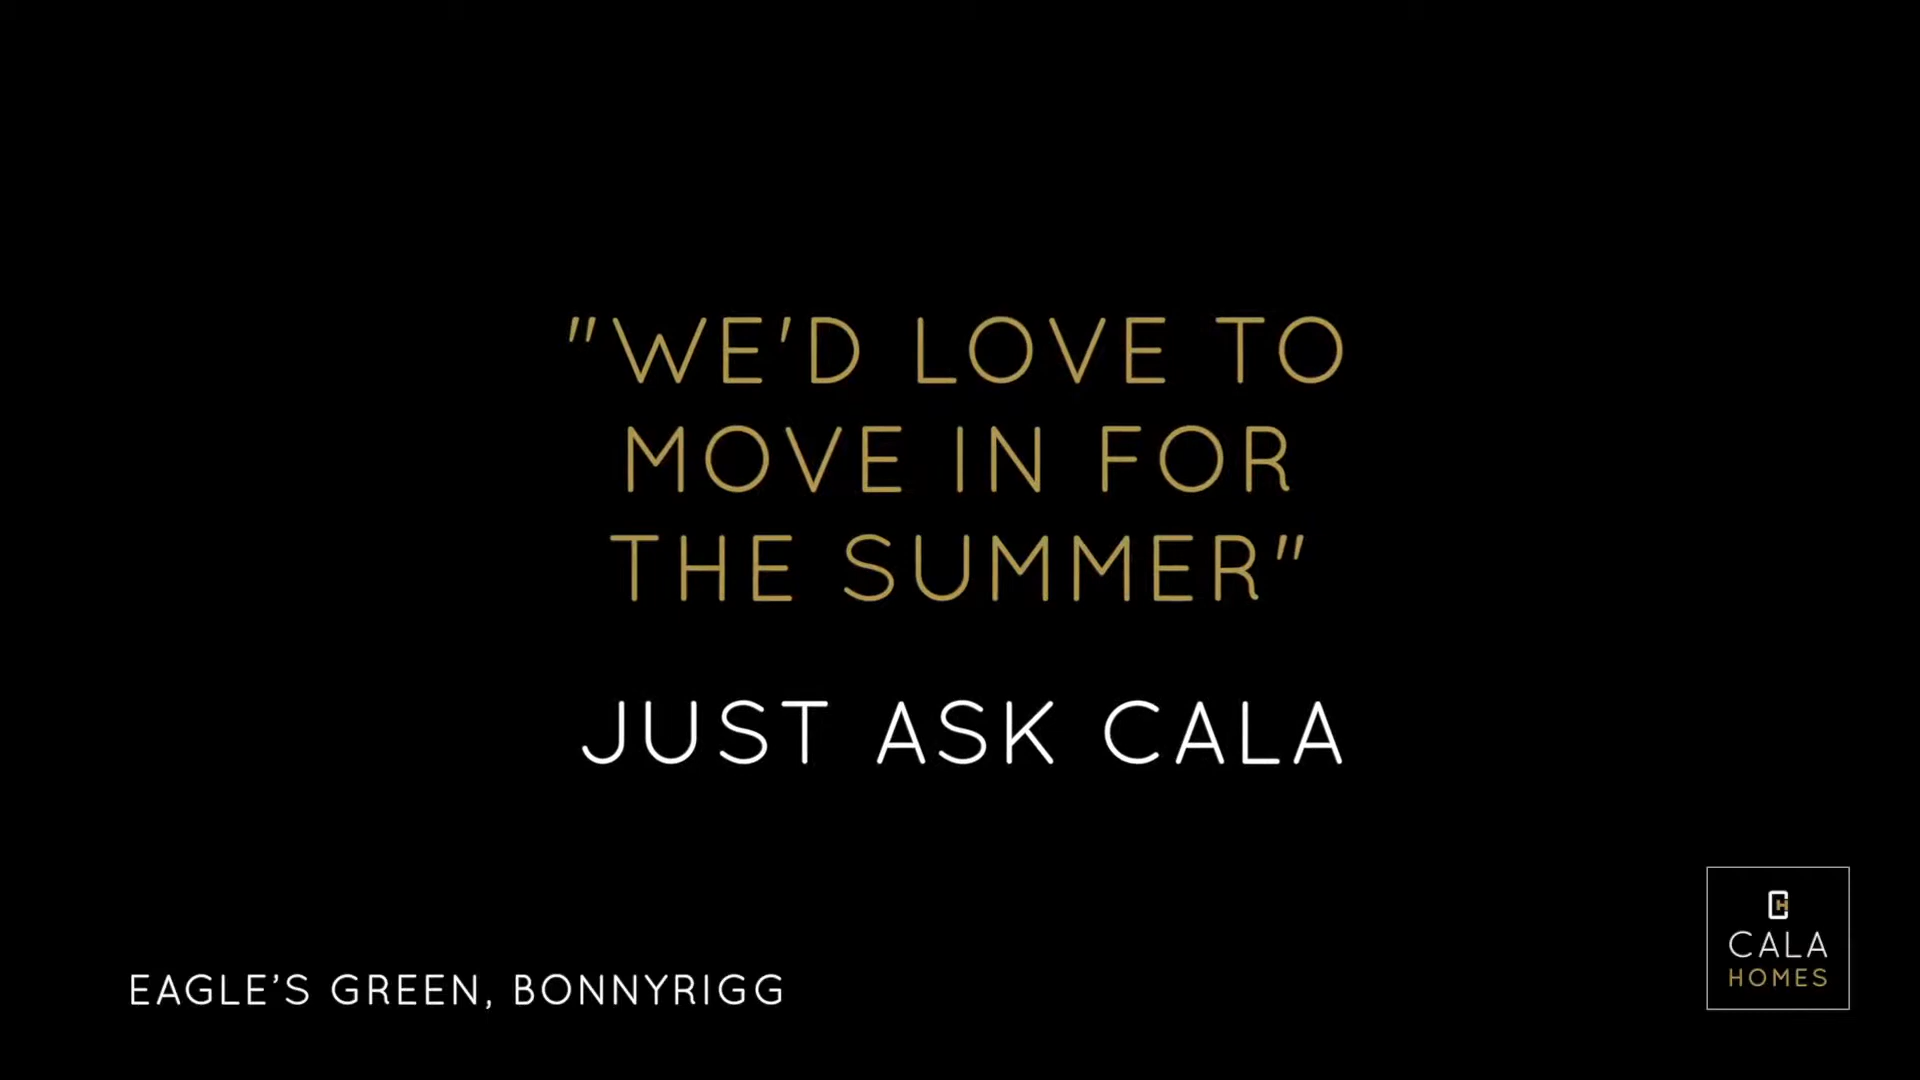 "WE'D LOVE TO
MOVE IN FOR
THE SUMMER"
JUST ASK CALA
EAGLE’S GREEN, BONNYRIGG
CALA
HOMES